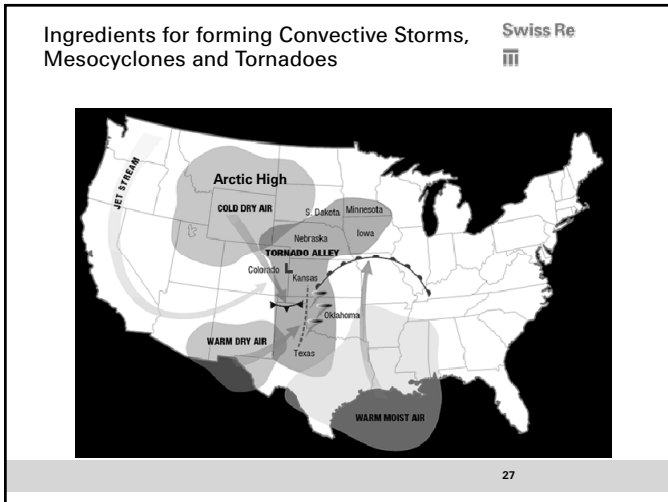 Ingredients for forming Convective Storms,
Mesocyclones and Tornadoes
Swiss Re
JET STREAM
Arctic High
COLD DRY AIR
S. Dakota
Minnesota
Nebraska
Iowa
TORNADO ALLEY
Colorado
L
Kansas
Oklahoma
WARM DRY AIR
Texas
WARM MOIST AIR
27